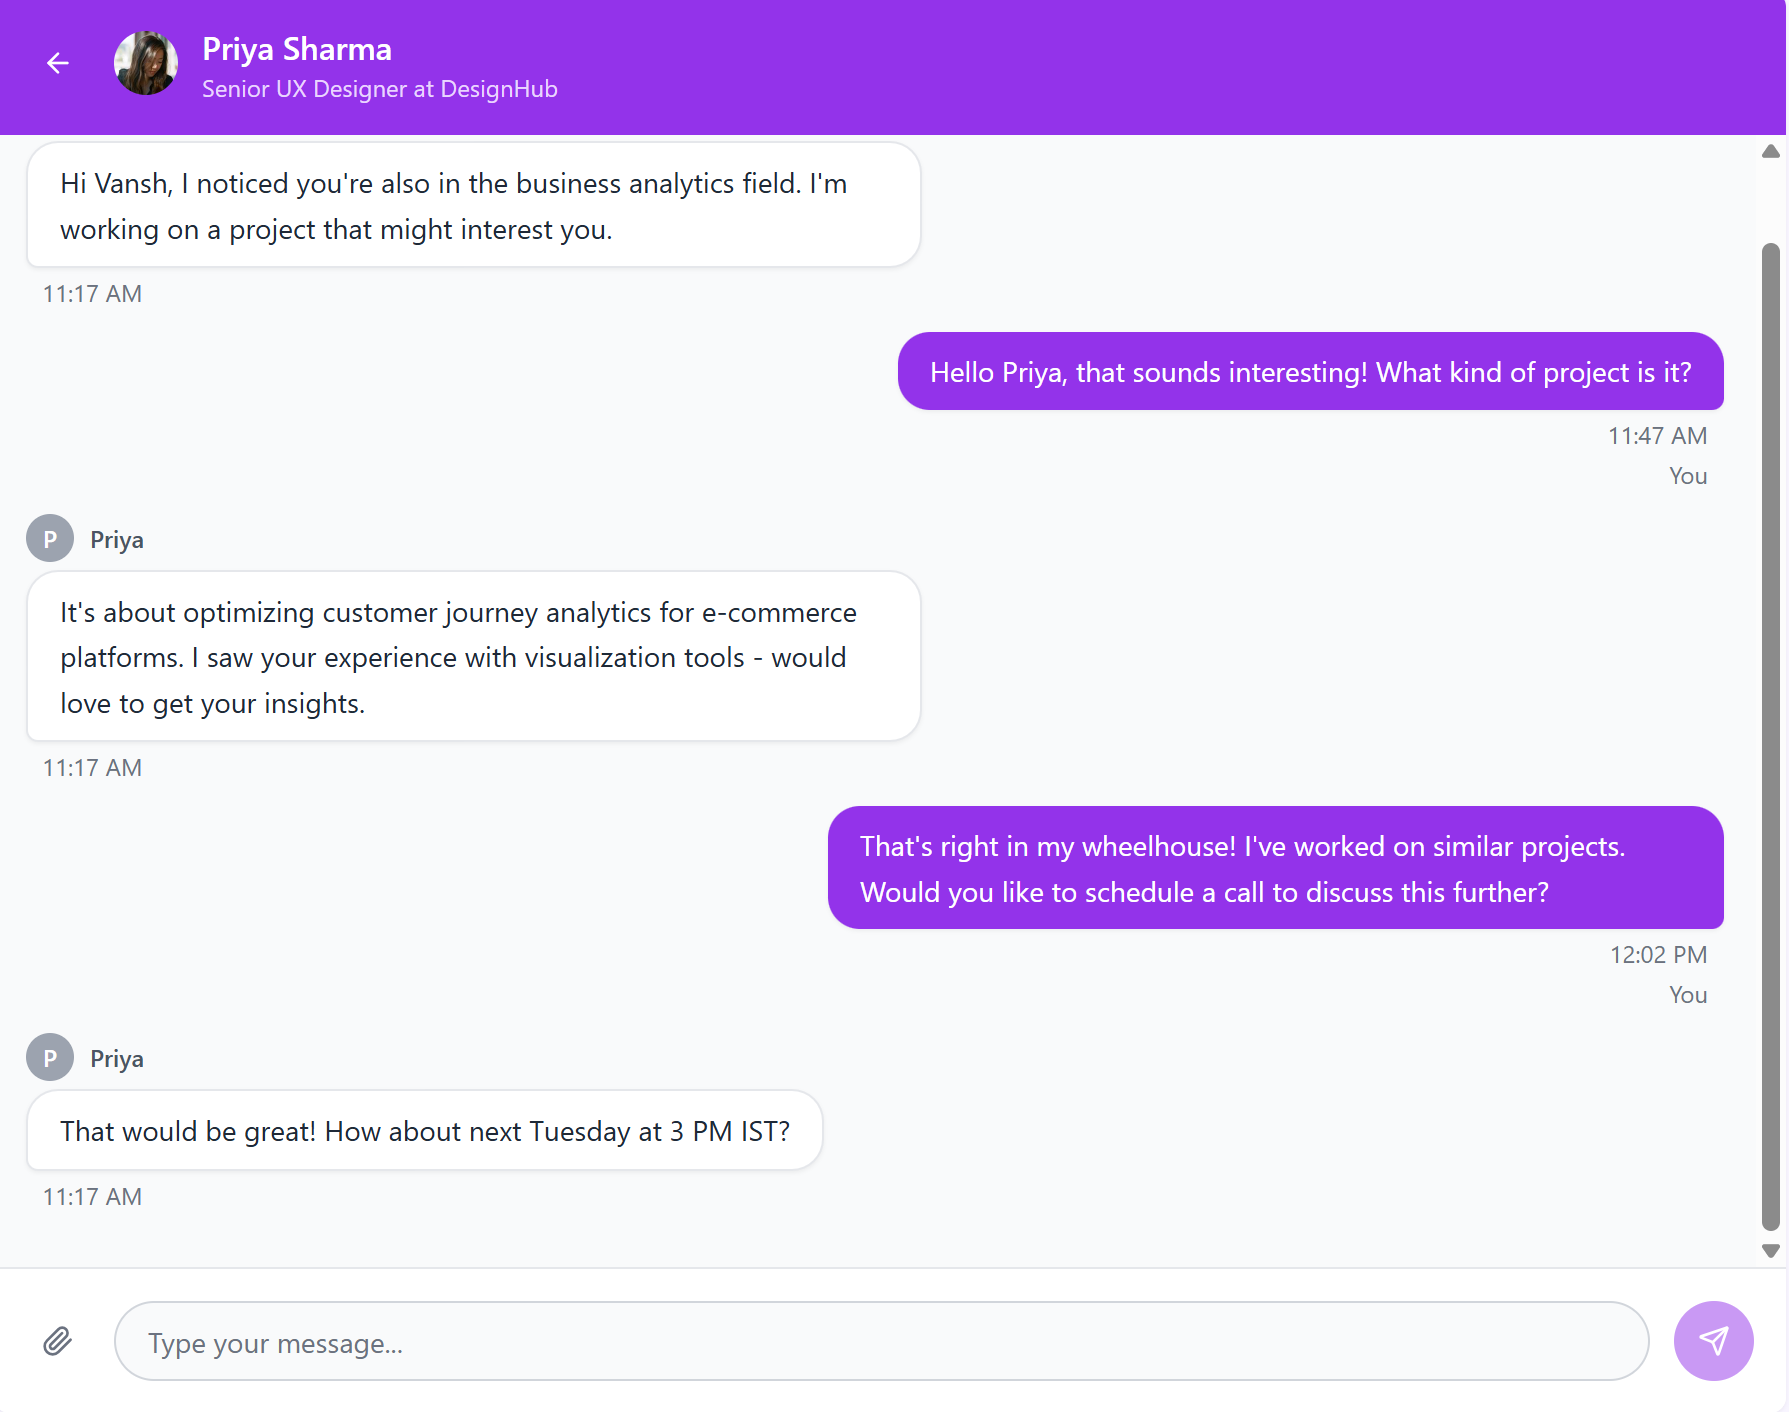 Priya Sharma
Senior UX Designer at DesignHub
Hi Vansh, I noticed you're also in the business analytics field. I'm
working on a project that might interest you.
11:17 AM
Hello Priya, that sounds interesting! What kind of project is it?
11:47 AM
You
P Priya
It's about optimizing customer journey analytics for e-commerce
platforms. I saw your experience with visualization tools - would
love to get your insights.
11:17 AM
That's right in my wheelhouse! I've worked on similar projects.
Would you like to schedule a call to discuss this further?
12:02 PM
You
P Priya
That would be great! How about next Tuesday at 3 PM IST?
11:17 AM
Type your message...